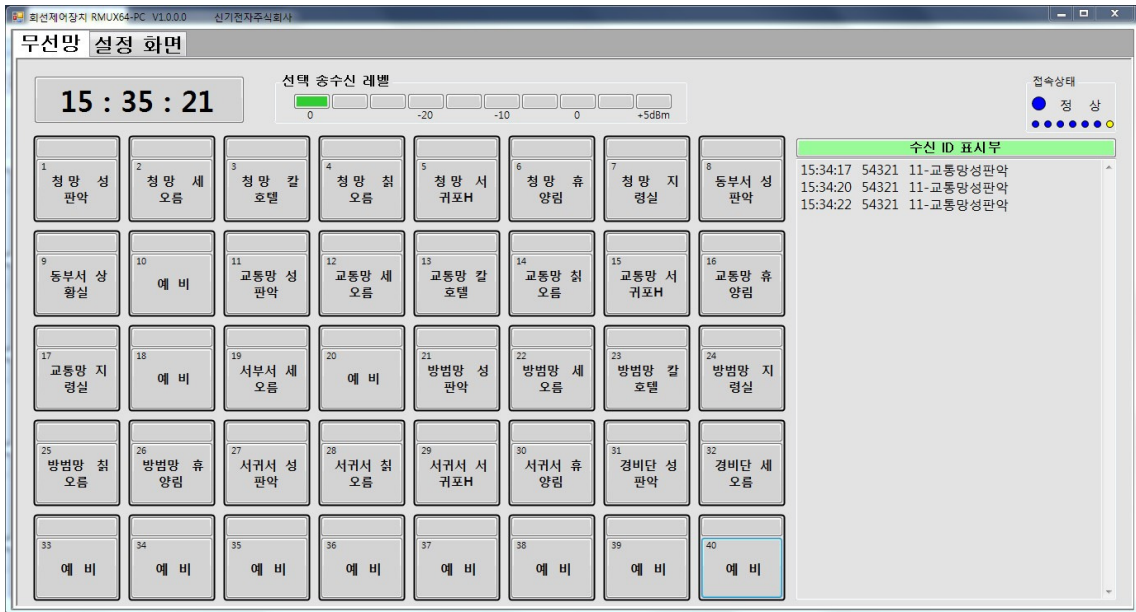 회선제어장치 RMUX64-PC V1.0.0.0 신기전자주식회사
무선망 설정 화면
15 : 35 : 21
선택 송수신 레벨
0 -20 -10 0 +5dBm
접속상태
정 상
수신 ID 표시부
15:34:17 54321 11-교통망성판악
15:34:20 54321 11-교통망성판악
15:34:22 54321 11-교통망성판악
1
청 망 성
판악
2
청 망 세
오름
3
청 망 칼
호텔
4
청 망 칡
오름
5
청 망 서
귀포H
6
청 망 휴
양림
7
청 망 지
령실
8
동부서 성
판악
9
동부서 상
황실
10
예 비
11
교통망 성
판악
12
교통망 세
오름
13
교통망 칼
호텔
14
교통망 칡
오름
15
교통망 서
귀포H
16
교통망 휴
양림
17
교통망 지
령실
18
예 비
19
서부서 세
오름
20
예 비
21
방범망 성
판악
22
방범망 세
오름
23
방범망 칼
호텔
24
방범망 지
령실
25
방범망 칡
오름
26
방범망 휴
양림
27
서귀서 성
판악
28
서귀서 칡
오름
29
서귀서 서
귀포H
30
서귀서 휴
양림
31
경비단 성
판악
32
경비단 세
오름
33
예 비
34
예 비
35
예 비
36
예 비
37
예 비
38
예 비
39
예 비
40
예 비